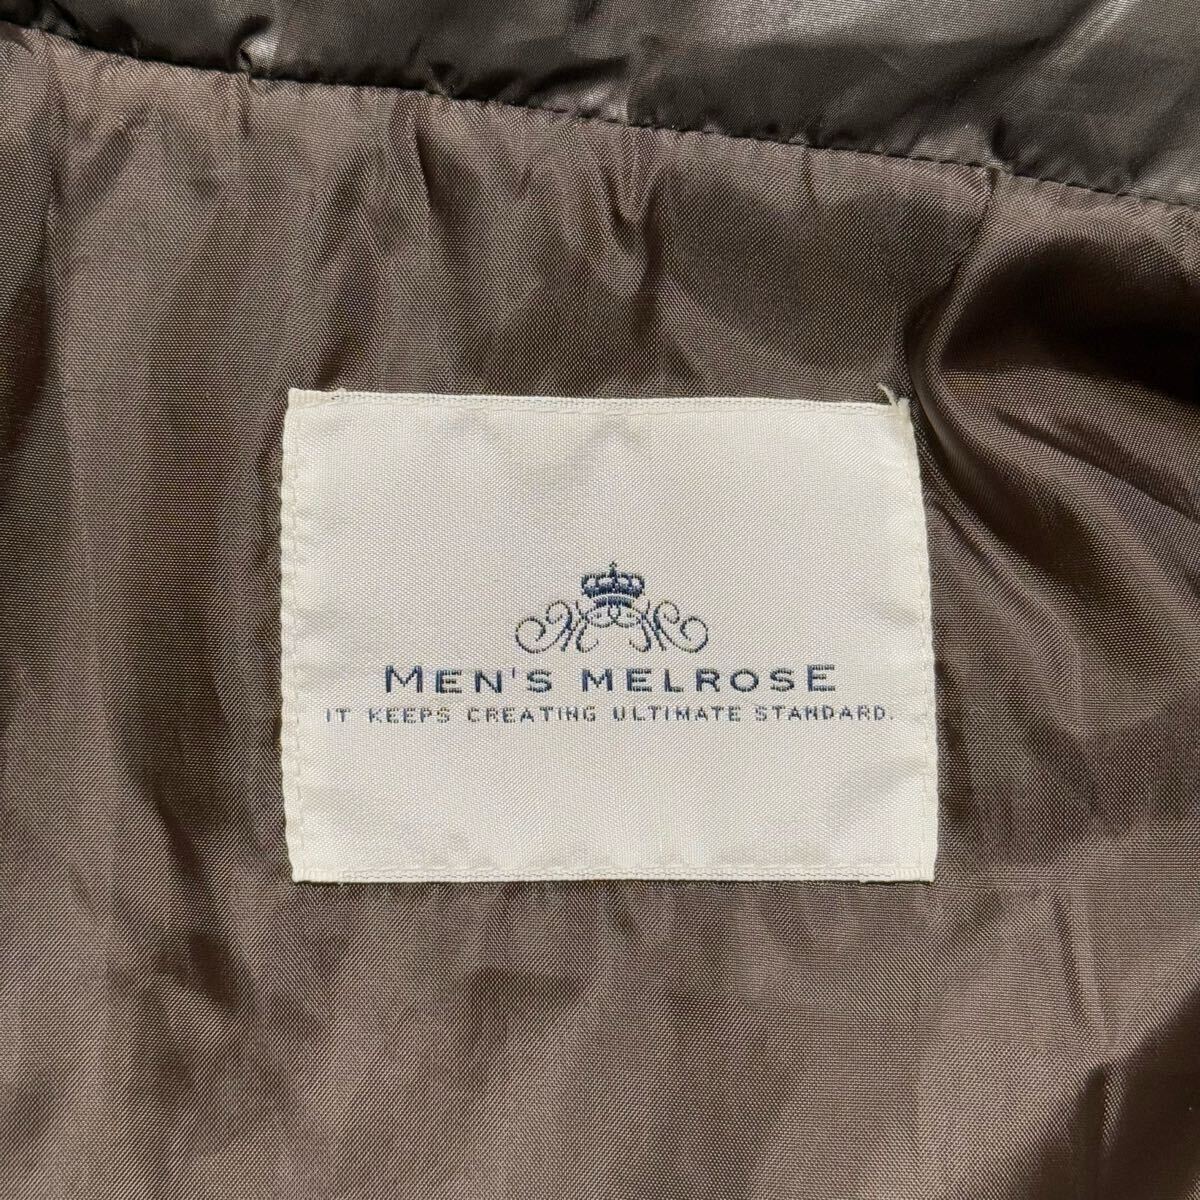 MEN'S MELROSE
IT KEEPS CREATING ULTIMATE STANDARD.